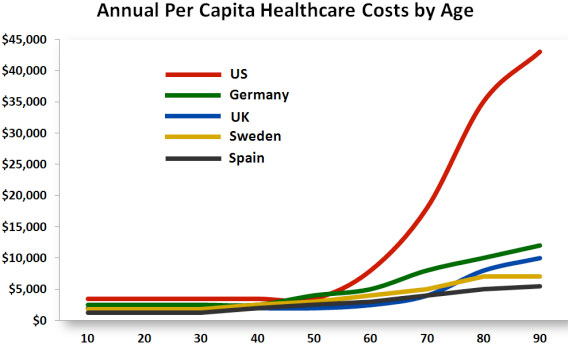 Annual Per Capita Healthcare Costs by Age
$45,000
$40,000
$35,000
$30,000
$25,000
$20,000
$15,000
$10,000
$5,000
$0
US
Germany
UK
Sweden
Spain
10 20 30 40 50 60 70 80 90